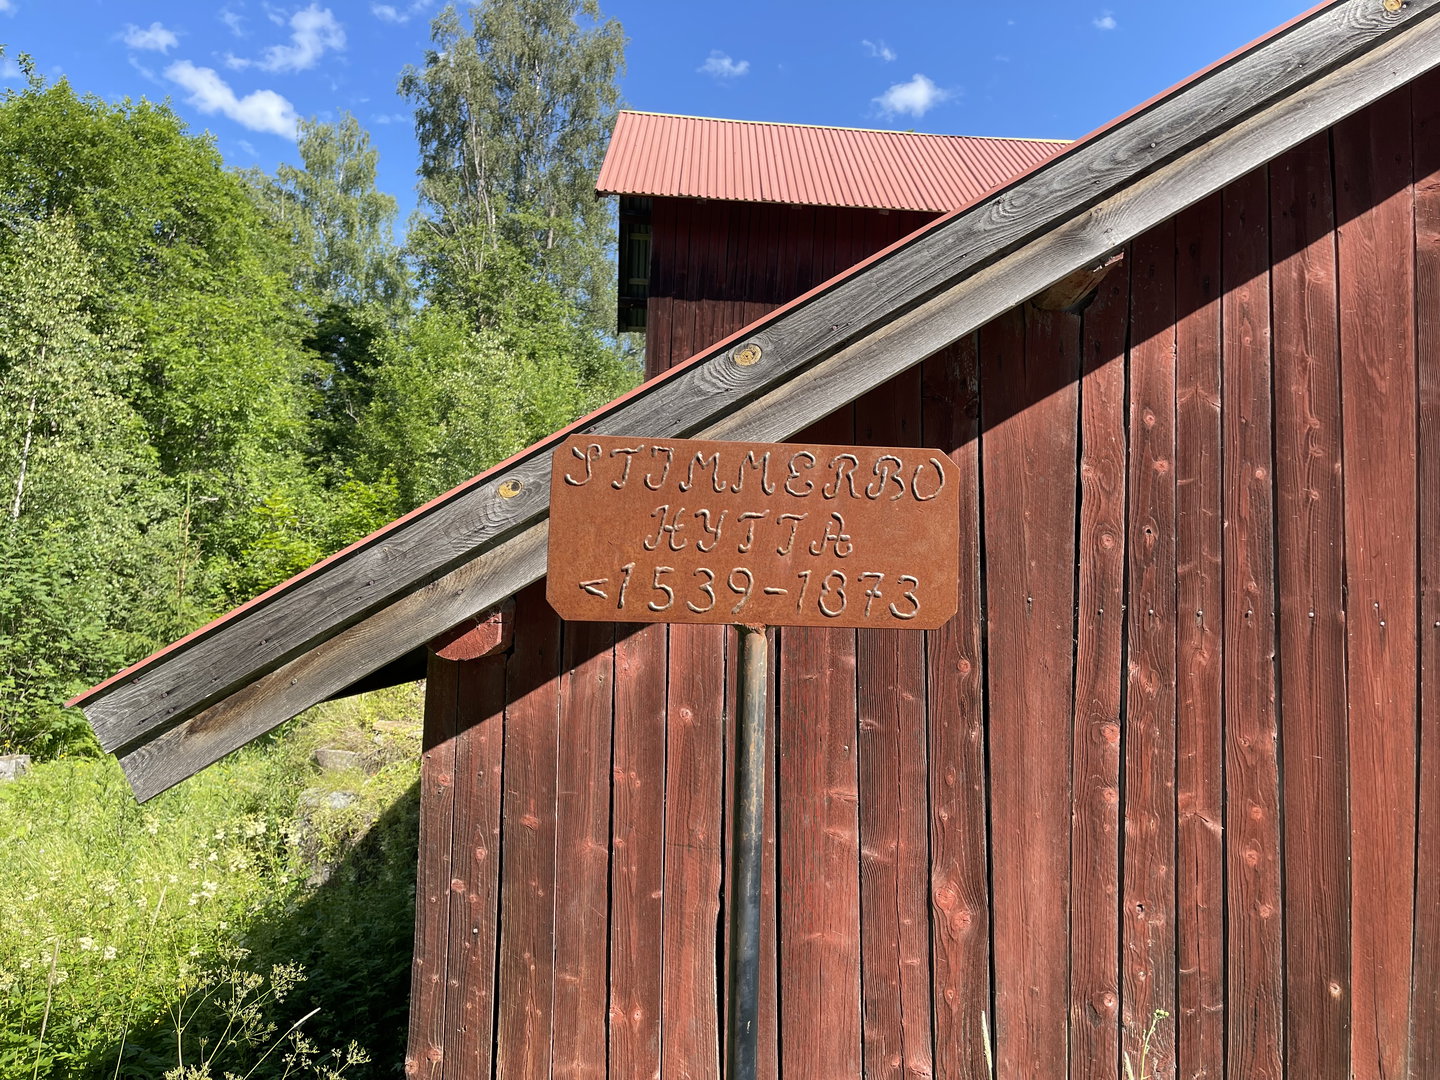 STIMMERBO
HYTTA
<1539-1873